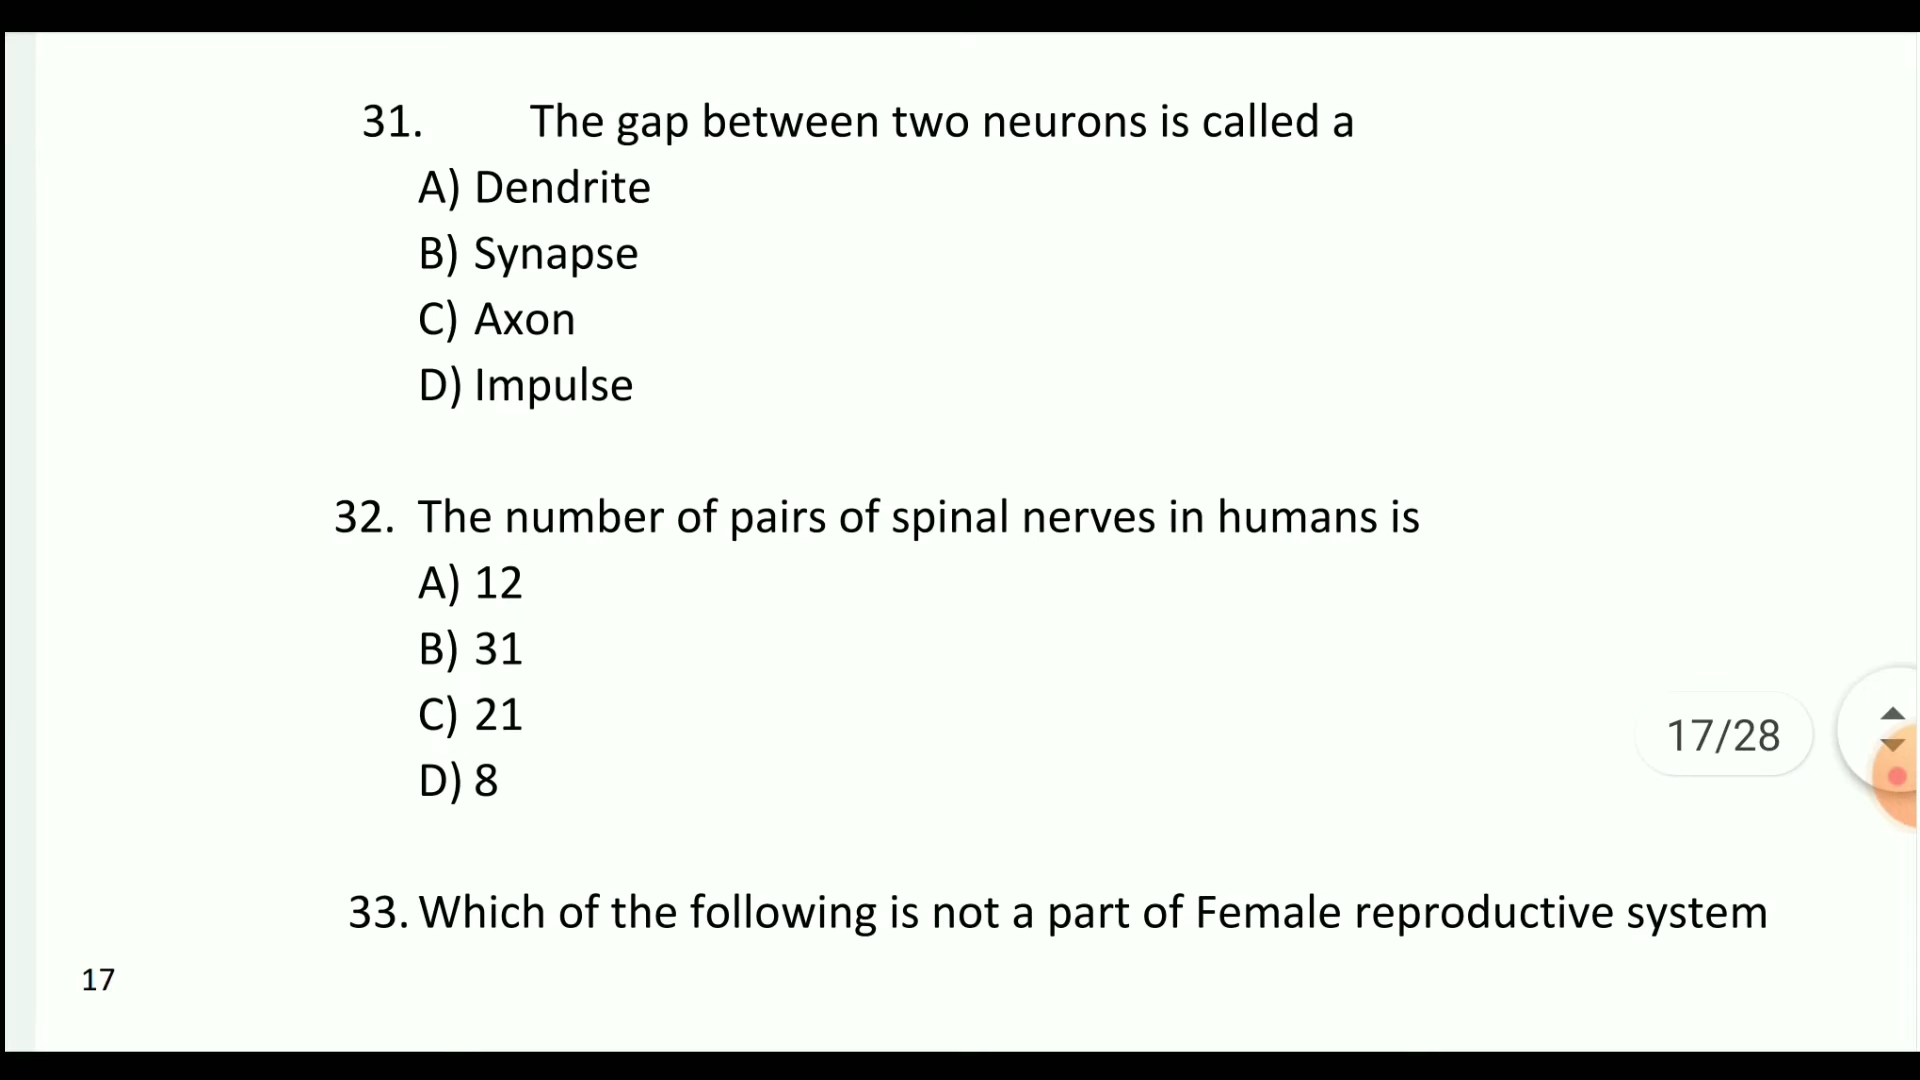 31. The gap between two neurons is called a
A) Dendrite
B) Synapse
C) Axon
D) Impulse
32. The number of pairs of spinal nerves in humans is
A) 12
B) 31
C) 21
D) 8
17/28
33. Which of the following is not a part of Female reproductive system
17